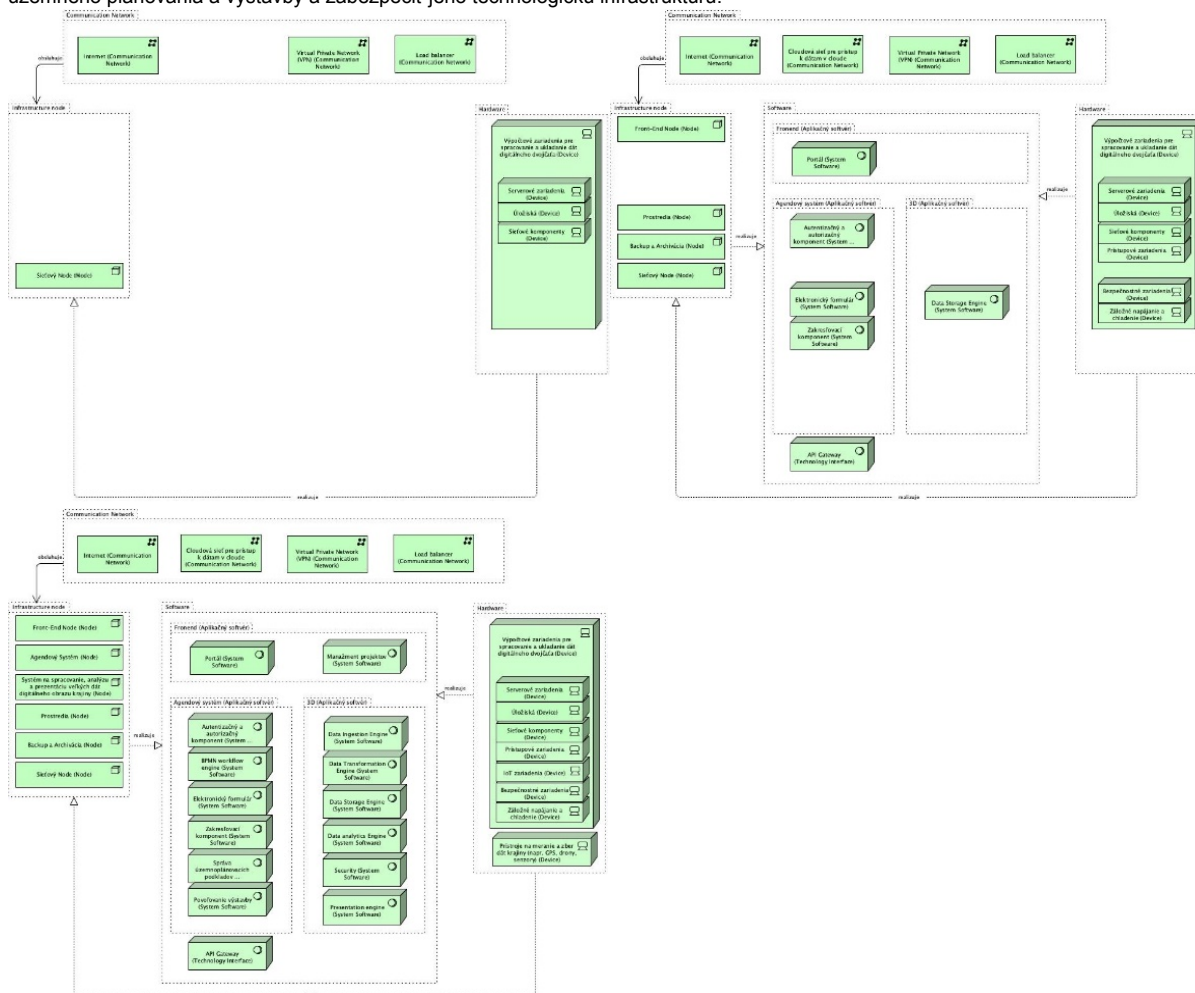 územného plánovania a výstavby a zabezpečiť jeho technologickú infraštruktúru.
Communication Network
Internet (Communication
Network)
Virtual Private Network
(VPN) (Communication
Network)
Load balancer
(Communication Network)
obsluhuje
Infrastructure node
Sieťový Node (Node)
Hardware
Výpočtové zariadenia pre
spracovanie a ukladanie dát
digitálneho dvojčaťa (Device)
Serverové zariadenia
(Device)
Úložiská (Device)
Sieťové komponenty
(Device)
realizuje
Communication Network
Internet (Communication
Network)
Cloudová sieť pre prístup
k dátam v cloude
(Communication Network)
Virtual Private Network
(VPN) (Communication
Network)
Load balancer
(Communication Network)
obsluhuje
Infrastructure node
Front-End Node (Node)
Prostredia (Node)
Backup a Archivácia (Node)
Sieťový Node (Node)
realizuje
Software
Fronend (Aplikačný softvér)
Portál (System
Software)
Agendový systém (Aplikačný softvér)
Autentizačný a
autorizačný
komponent (System ...
Elektronický formulár
(System Software)
Zakresľovací
komponent (System
Software)
3D (Aplikačný softvér)
Data Storage Engine
(System Software)
API Gateway
(Technology Interface)
realizuje
Hardware
Výpočtové zariadenia pre
spracovanie a ukladanie dát
digitálneho dvojčaťa (Device)
Serverové zariadenia
(Device)
Úložiská (Device)
Sieťové komponenty
(Device)
Prístupové zariadenia
(Device)
Bezpečnostné zariadenia
(Device)
Záložné napájanie a
chladenie (Device)
realizuje
Communication Network
Internet (Communication
Network)
Cloudová sieť pre prístup
k dátam v cloude
(Communication Network)
Virtual Private Network
(VPN) (Communication
Network)
Load balancer
(Communication Network)
obsluhuje
Infrastructure node
Front-End Node (Node)
Agendový Systém (Node)
Systém na spracovanie, analýzu
a prezentáciu veľkých dát
digitálneho obrazu krajiny (Node)
Prostredia (Node)
Backup a Archivácia (Node)
Sieťový Node (Node)
realizuje
Software
Fronend (Aplikačný softvér)
Portál (System
Software)
Manažment projektov
(System Software)
Agendový systém (Aplikačný softvér)
Autentizačný a
autorizačný
komponent (System ...
BPMN workflow
engine (System
Software)
Elektronický formulár
(System Software)
Zakresľovací
komponent (System
Software)
Správa
územnoplánovacích
podkladov ...
Povoľovanie výstavby
(System Software)
3D (Aplikačný softvér)
Data Ingestion Engine
(System Software)
Data Transformation
Engine (System
Software)
Data Storage Engine
(System Software)
Data analytics Engine
(System Software)
Security (System
Software)
Presentation engine
(System Software)
API Gateway
(Technology Interface)
realizuje
Hardware
Výpočtové zariadenia pre
spracovanie a ukladanie dát
digitálneho dvojčaťa (Device)
Serverové zariadenia
(Device)
Úložiská (Device)
Sieťové komponenty
(Device)
Prístupové zariadenia
(Device)
IoT zariadenia (Device)
Bezpečnostné zariadenia
(Device)
Záložné napájanie a
chladenie (Device)
Prístroje na meranie a zber
dát krajiny (napr. GPS, drony,
senzory) (Device)